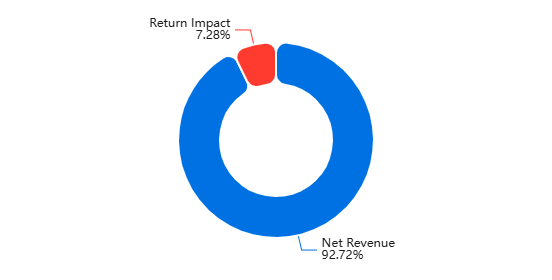 Return Impact
7.28%
Net Revenue
92.72%